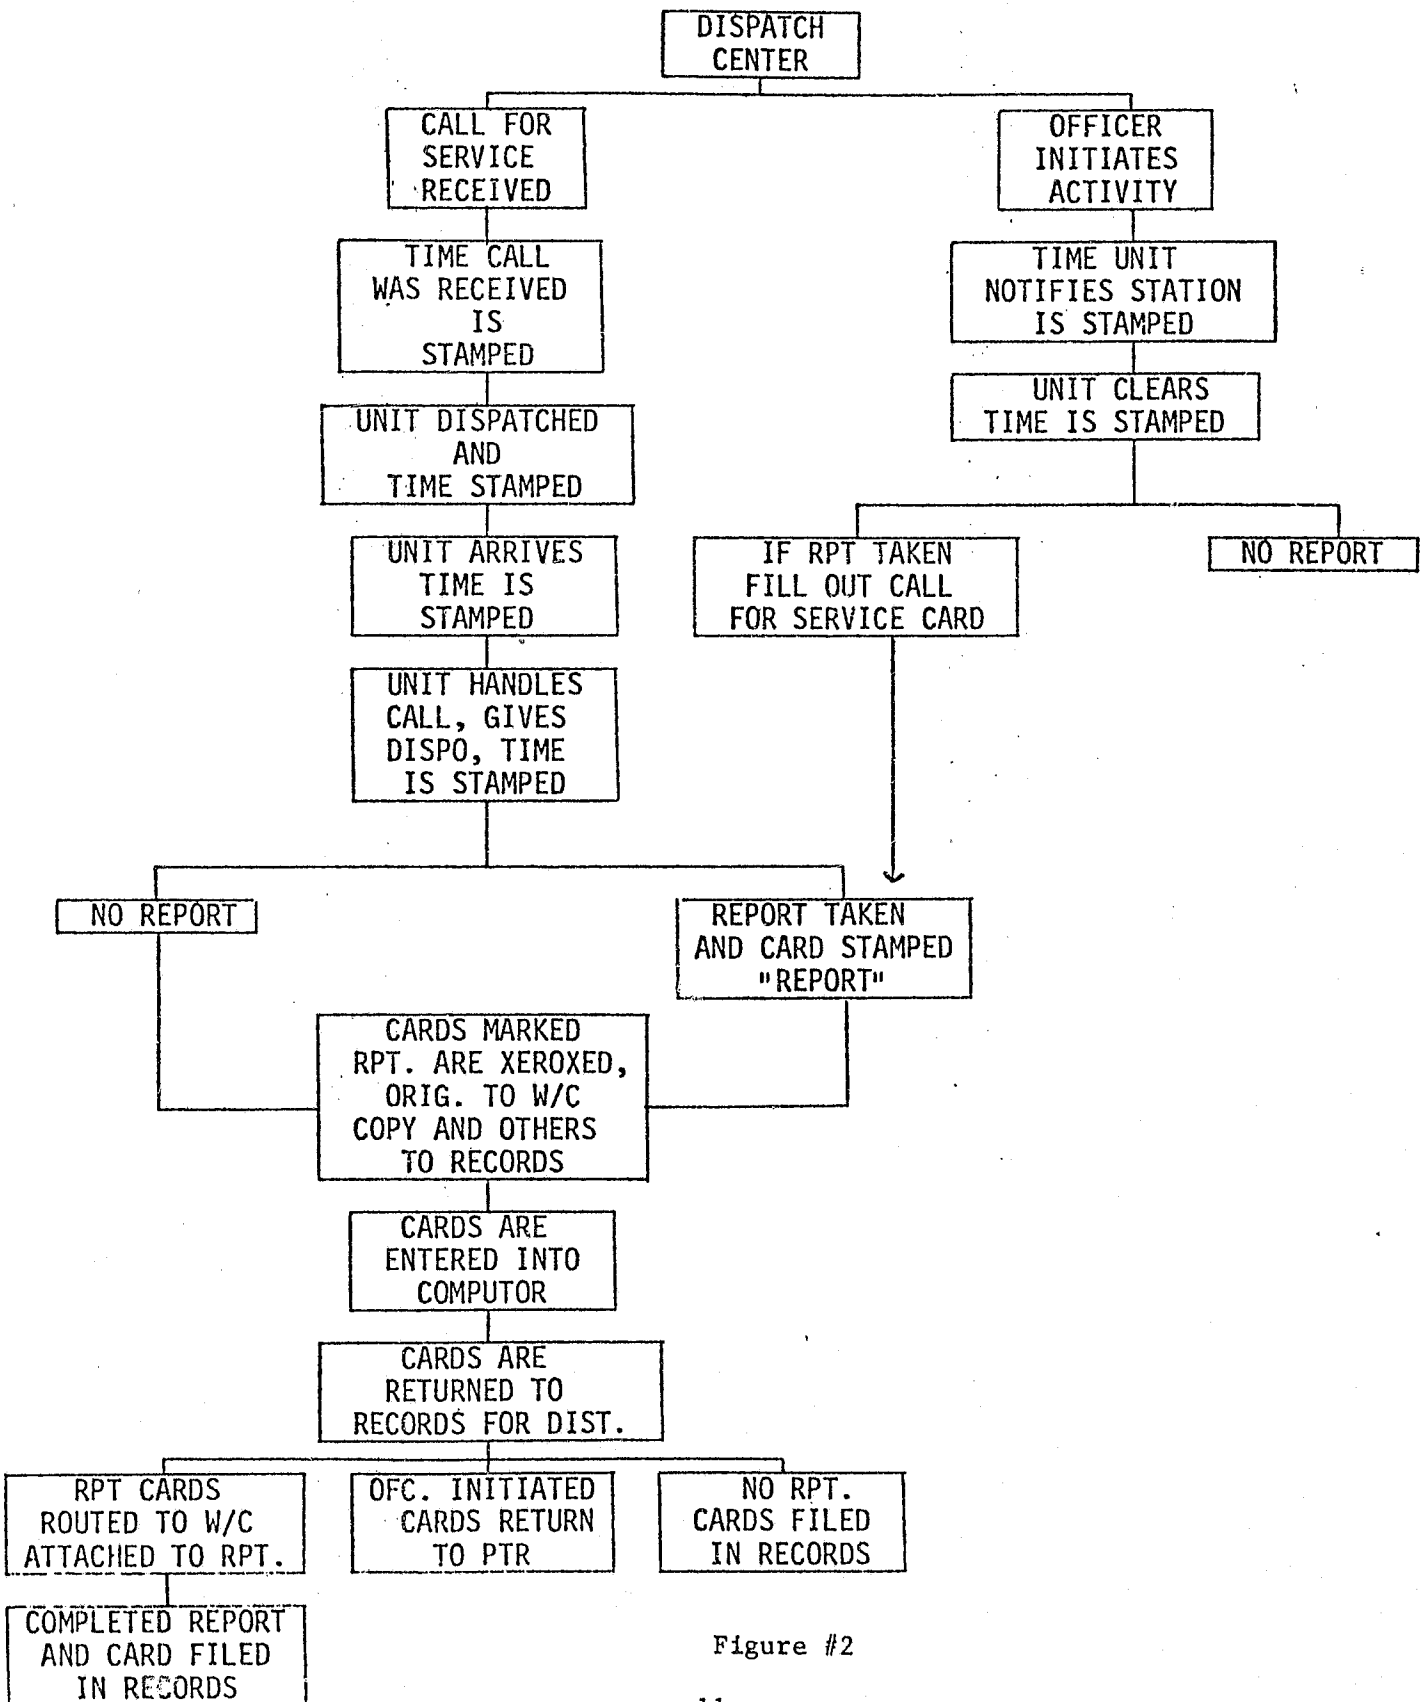 DISPATCH
CENTER
CALL FOR
SERVICE
RECEIVED
OFFICER
INITIATES
ACTIVITY
TIME CALL
WAS RECEIVED
IS
STAMPED
TIME UNIT
NOTIFIES STATION
IS STAMPED
UNIT DISPATCHED
AND
TIME STAMPED
UNIT CLEARS
TIME IS STAMPED
UNIT ARRIVES
TIME IS
STAMPED
IF RPT TAKEN
FILL OUT CALL
FOR SERVICE CARD
NO REPORT
UNIT HANDLES
CALL, GIVES
DISPO, TIME
IS STAMPED
NO REPORT
REPORT TAKEN
AND CARD STAMPED
"REPORT"
CARDS MARKED
RPT. ARE XEROXED,
ORIG. TO W/C
COPY AND OTHERS
TO RECORDS
CARDS ARE
ENTERED INTO
COMPUTOR
CARDS ARE
RETURNED TO
RECORDS FOR DIST.
RPT CARDS
ROUTED TO W/C
ATTACHED TO RPT.
OFC. INITIATED
CARDS RETURN
TO PTR
NO RPT.
CARDS FILED
IN RECORDS
COMPLETED REPORT
AND CARD FILED
IN RECORDS
Figure #2